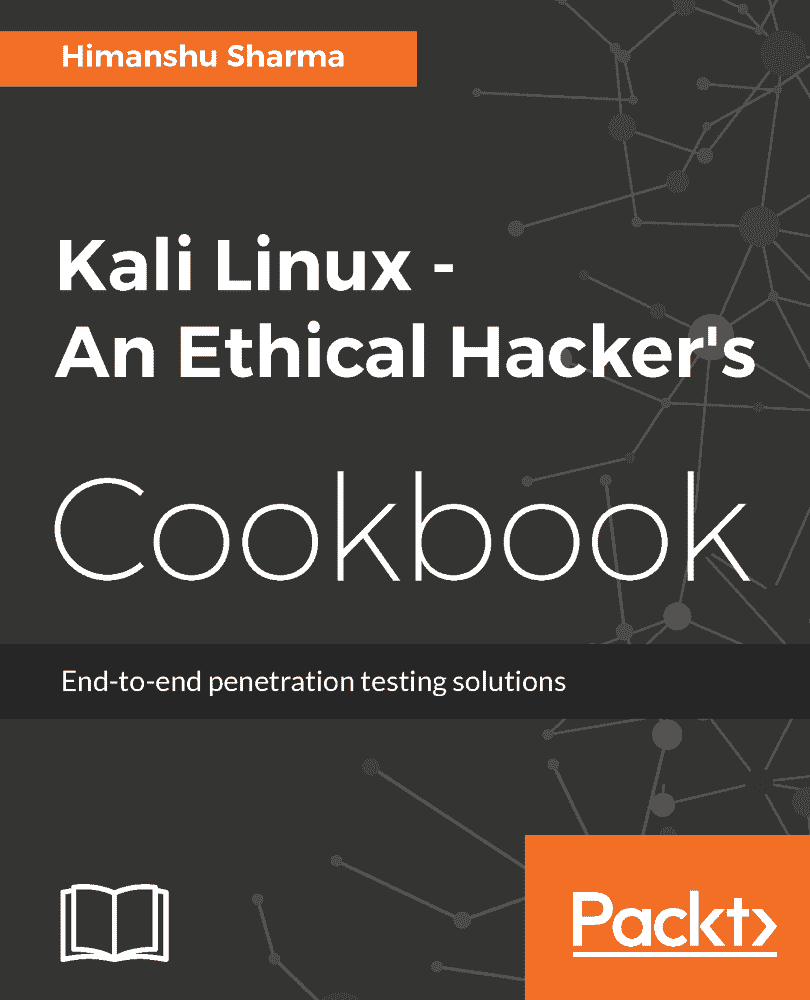 Himanshu Sharma
Kali Linux -
An Ethical Hacker's
Cookbook
End-to-end penetration testing solutions
Packt>